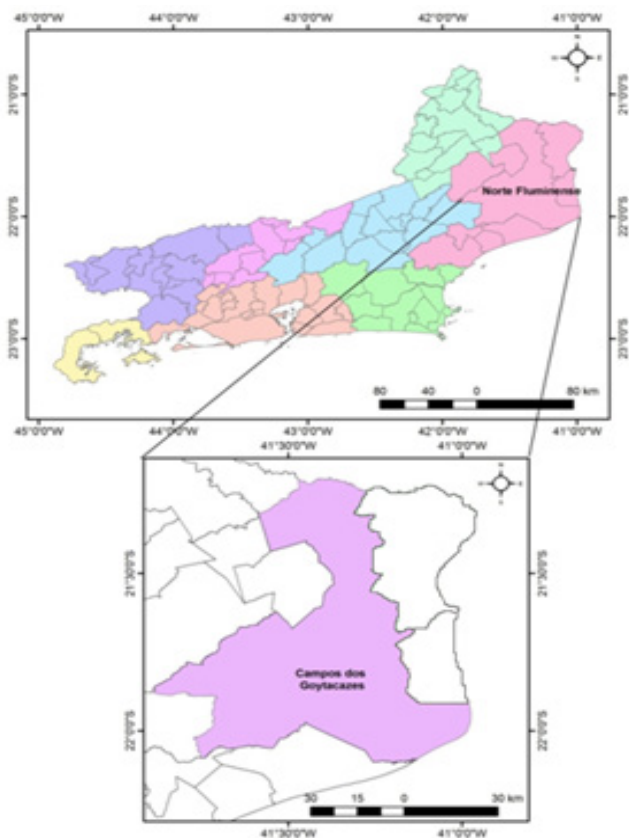 45°0'0"W 44°0'0"W 43°0'0"W 42°0'0"W 41°0'0"W
N
W E
S
21°0'0"S 21°0'0"S
Norte Fluminense
22°0'0"S 22°0'0"S
23°0'0"S 23°0'0"S
80 40 0 80 km
45°0'0"W 44°0'0"W 43°0'0"W 42°0'0"W 41°0'0"W
41°30'0"W 41°0'0"W
21°30'0"S 21°30'0"S
Campos dos
Goytacazes
22°0'0"S 22°0'0"S
30 15 0 30 km
41°30'0"W 41°0'0"W